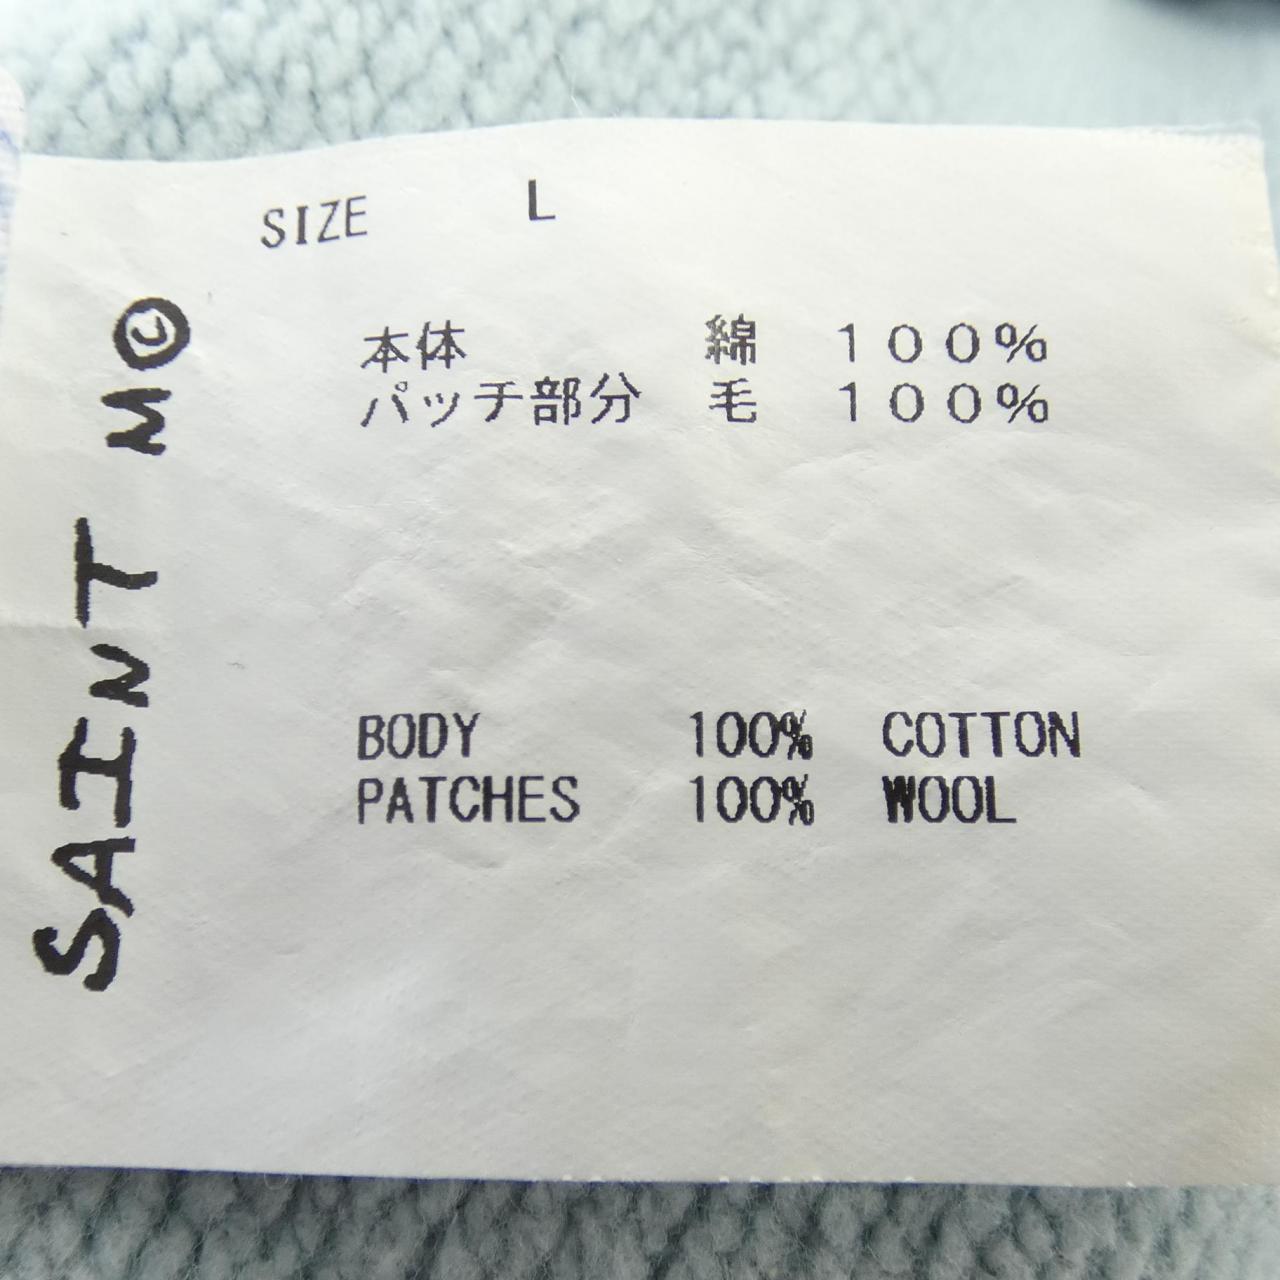 SIZE L
本体 綿 １００％
パッチ部分 毛 １００％
BODY 100% COTTON
PATCHES 100% WOOL
SAINT M©